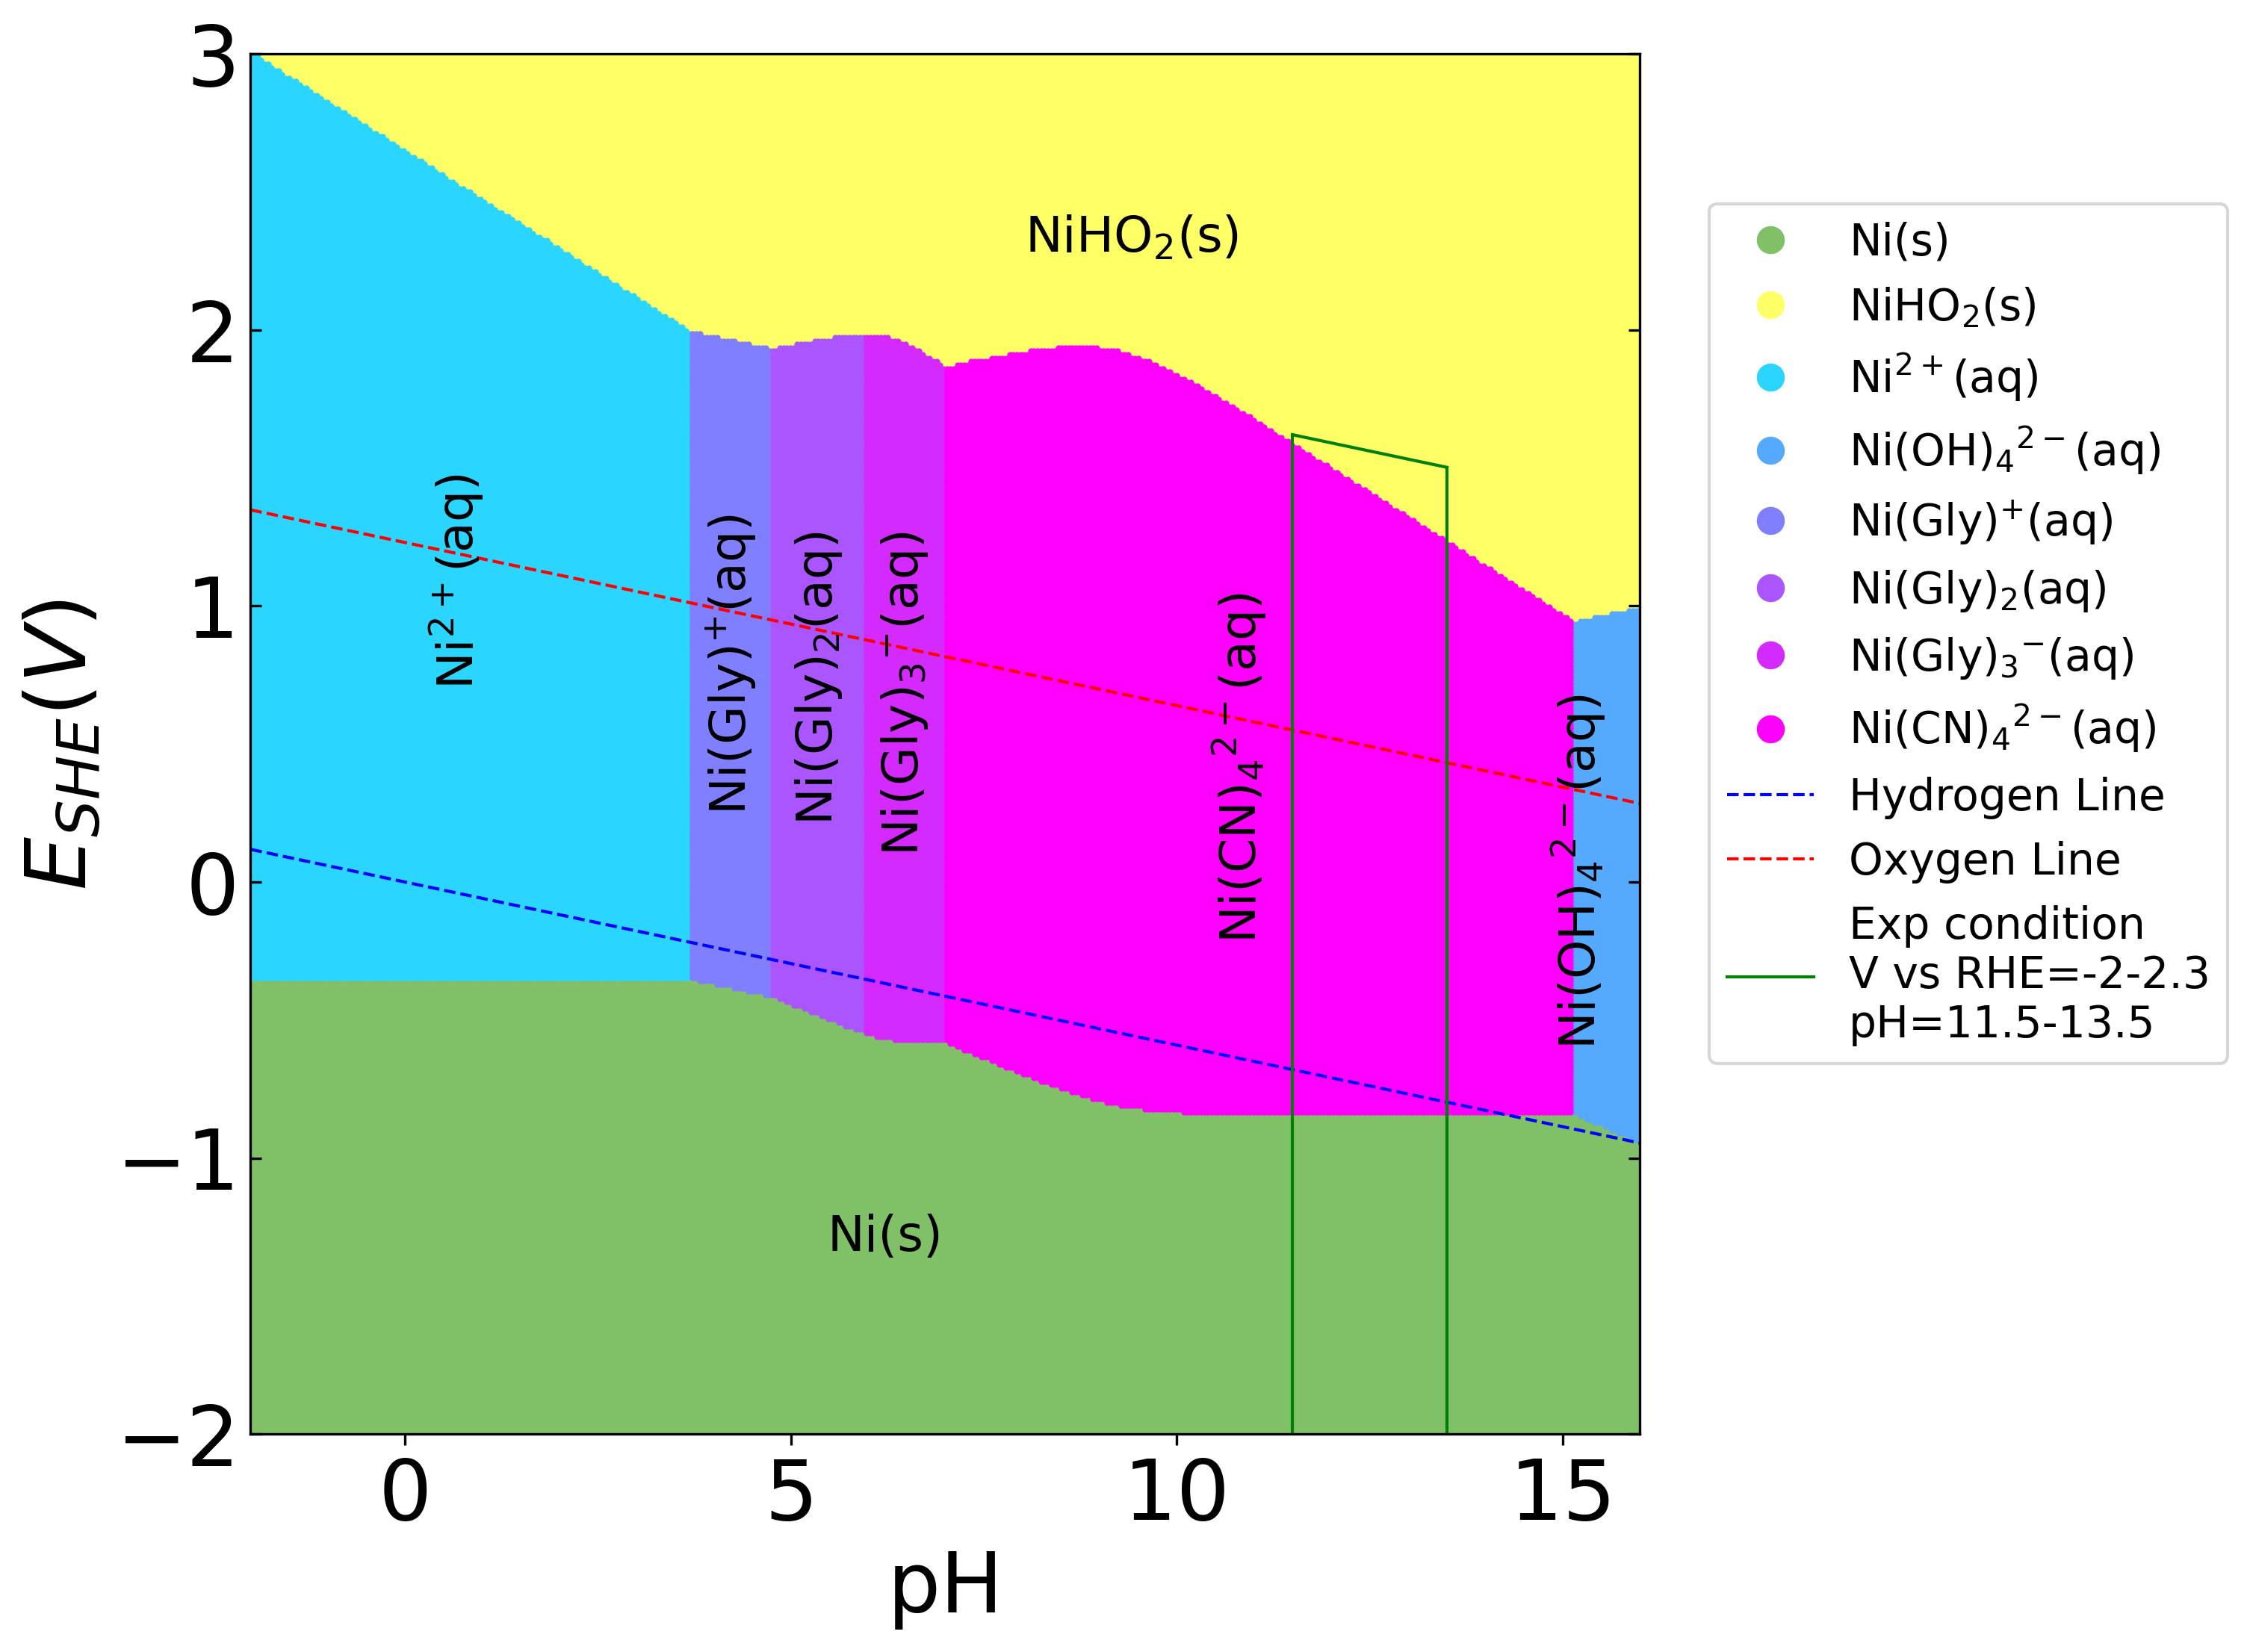 3
2
1
0
−1
−2
E_SHE(V)
0
5
10
15
pH
NiHO₂(s)
Ni²⁺(aq)
Ni(Gly)⁺(aq)
Ni(Gly)₂(aq)
Ni(Gly)₃⁻(aq)
Ni(CN)₄²⁻(aq)
Ni(OH)₄²⁻(aq)
Ni(s)
Ni(s)
NiHO₂(s)
Ni²⁺(aq)
Ni(OH)₄²⁻(aq)
Ni(Gly)⁺(aq)
Ni(Gly)₂(aq)
Ni(Gly)₃⁻(aq)
Ni(CN)₄²⁻(aq)
Hydrogen Line
Oxygen Line
Exp condition
V vs RHE=-2-2.3
pH=11.5-13.5